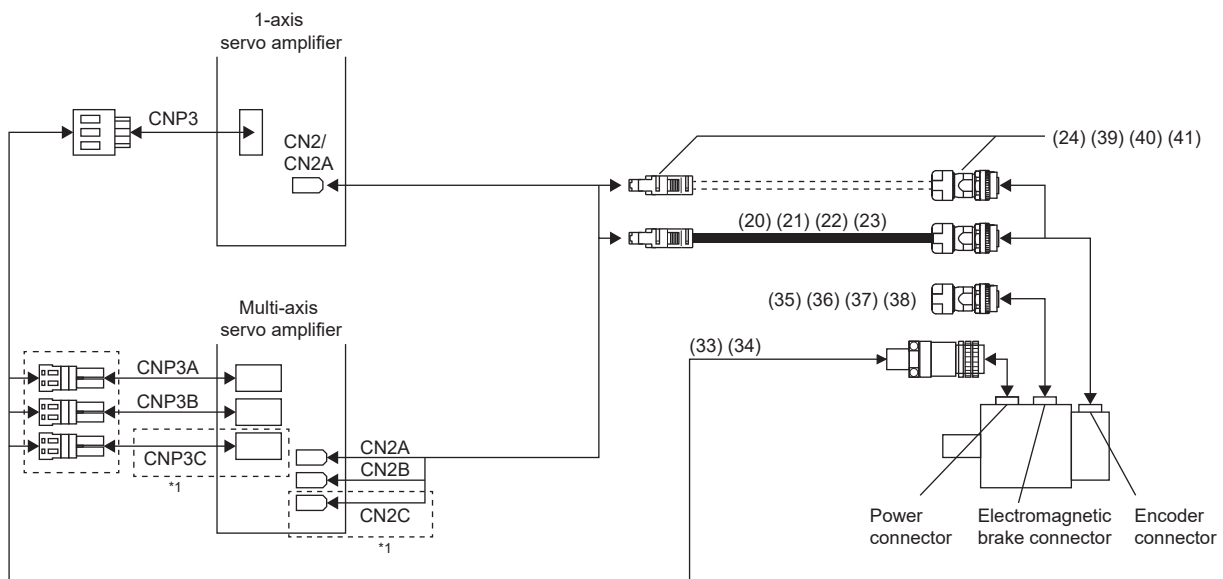 1-axis
servo amplifier
CNP3
CN2/
CN2A
(24) (39) (40) (41)
(20) (21) (22) (23)
(35) (36) (37) (38)
(33) (34)
Multi-axis
servo amplifier
CNP3A
CNP3B
CNP3C
*1
CN2A
CN2B
CN2C
*1
Power
connector
Electromagnetic
brake connector
Encoder
connector